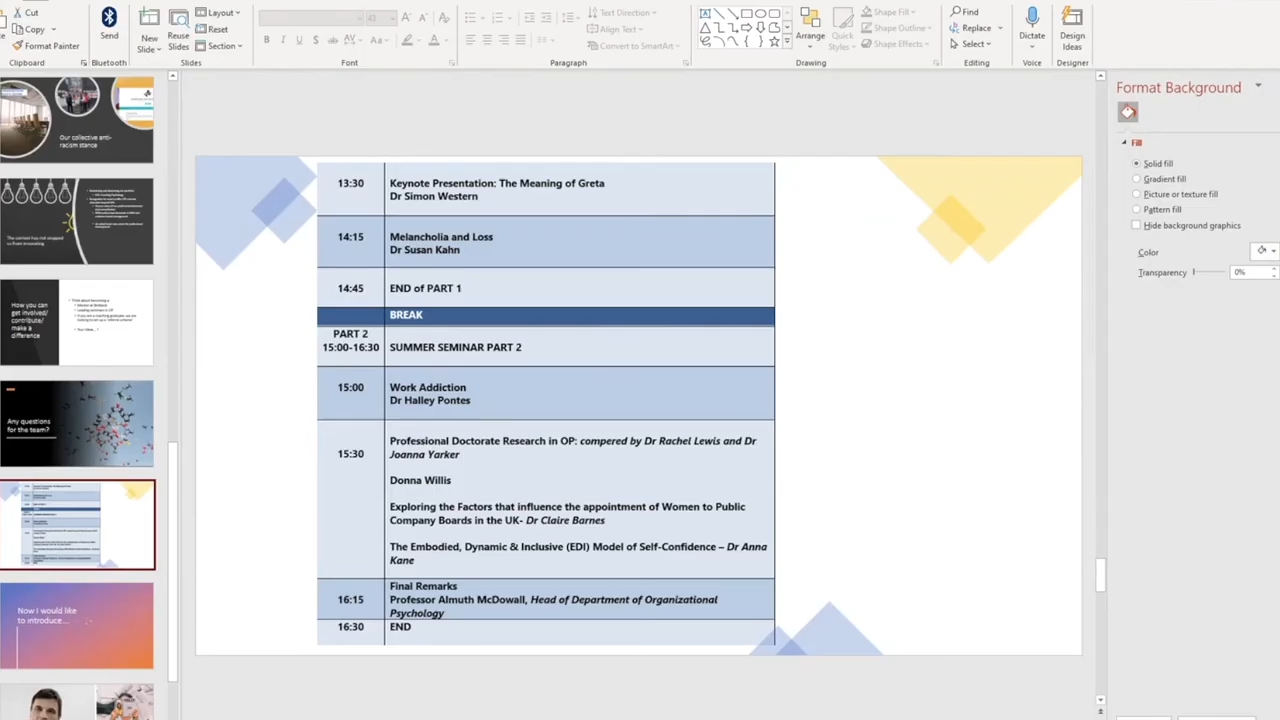 Cut
Copy
Format Painter
Clipboard
Send
Bluetooth
New
Slide
Reuse
Slides
Layout
Reset
Section
Slides
Font
Paragraph
Text Direction
Align Text
Convert to SmartArt
Arrange
Quick
Styles
Shape Fill
Shape Outline
Shape Effects
Drawing
Find
Replace
Select
Editing
Dictate
Voice
Design
Ideas
Designer
Our collective anti-
racism stance
The context has not stopped
us from innovating
How you can
get involved/
contribute/
make a
difference
Any questions
for the team?
Now I would like
to introduce....
13:30 Keynote Presentation: The Meaning of Greta
Dr Simon Western
14:15 Melancholia and Loss
Dr Susan Kahn
14:45 END of PART 1
BREAK
PART 2
15:00-16:30 SUMMER SEMINAR PART 2
15:00 Work Addiction
Dr Halley Pontes
15:30 Professional Doctorate Research in OP: compered by Dr Rachel Lewis and Dr
Joanna Yarker
Donna Willis
Exploring the Factors that influence the appointment of Women to Public
Company Boards in the UK- Dr Claire Barnes
The Embodied, Dynamic & Inclusive (EDI) Model of Self-Confidence – Dr Anna
Kane
16:15 Final Remarks
Professor Almuth McDowall, Head of Department of Organizational
Psychology
16:30 END
Format Background
Fill
Solid fill
Gradient fill
Picture or texture fill
Pattern fill
Hide background graphics
Color
Transparency 0%